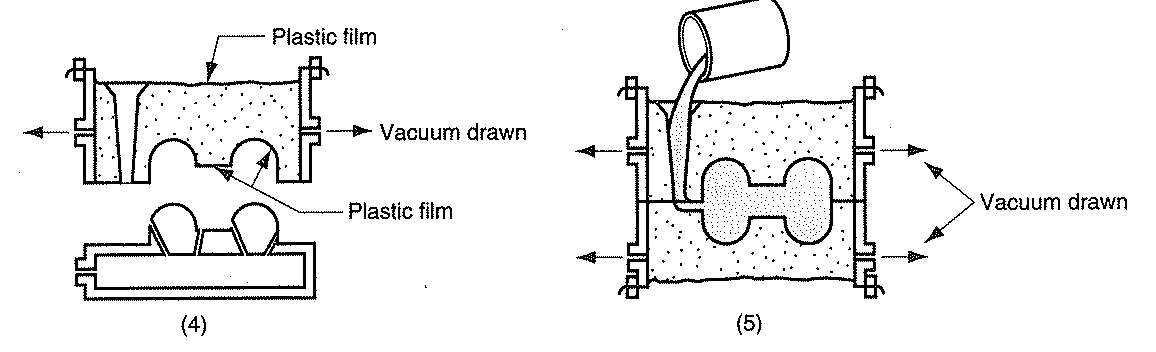 Plastic film
Vacuum drawn
Plastic film
(4)
Vacuum drawn
(5)